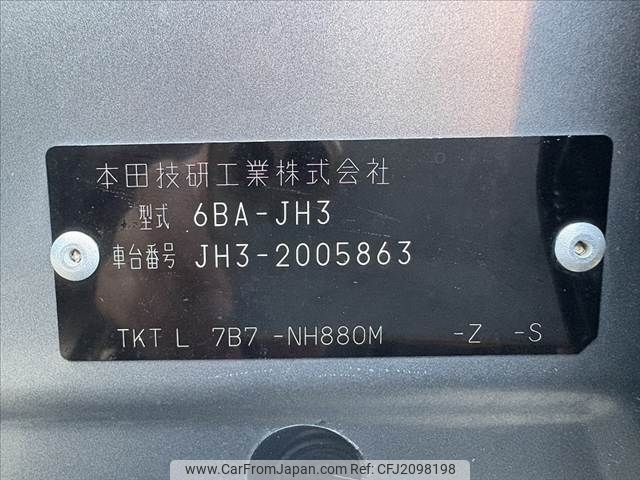 本田技研工業株式会社
型式 6BA-JH3
車台番号 JH3-2005863
TKT L 7B7 -NH880M -Z -S
www.CarFromJapan.com CFJ2098198